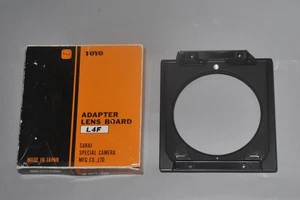 TOYO
ADAPTER
LENS BOARD
L4F
SAKAI
SPECIAL CAMERA
MFG. CO., LTD.
MADE IN JAPAN